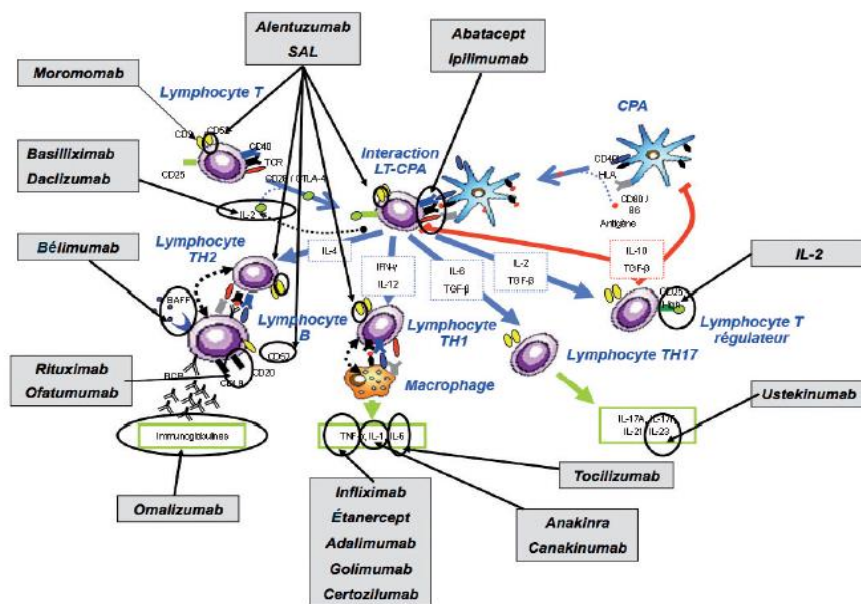 Alentuzumab
SAL
Abatacept
Ipilimumab
Moromomab
Lymphocyte T
CPA
CD52
CD40
TCR
CD25
CD28 / CTLA-4
Basilliximab
Daclizumab
IL-2
Interaction
LT-CPA
CD40
HLA
CD80 /
86
Antigène
Lymphocyte
TH2
IL-4
IFN-γ
IL-12
IL-6
TGF-β
IL-2
TGF-β
IL-10
TGF-β
IL-2
Bélimumab
BAFF
CD25
High
Lymphocyte
B
Lymphocyte
TH1
Lymphocyte TH17
Lymphocyte T
régulateur
CD52
CD20
BCR
Rituximab
Ofatumumab
Macrophage
Ustekinumab
Immunoglobulines
TNF-α, IL-1, IL-6
IL-17A, IL-17F,
IL-21, IL-23
Omalizumab
Tocilizumab
Infliximab
Étanercept
Adalimumab
Golimumab
Certozilumab
Anakinra
Canakinumab